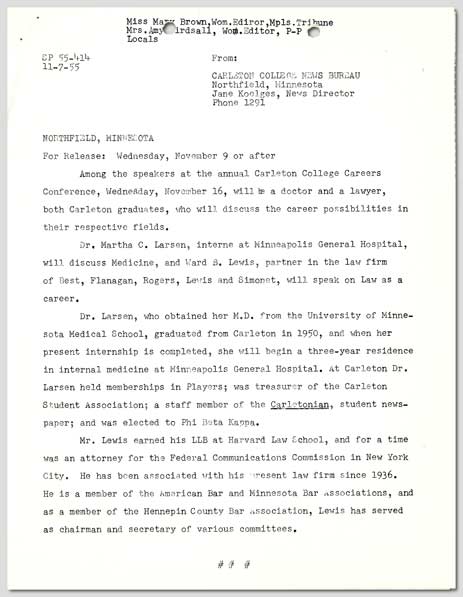 Miss Mary Brown,Wom.Ediror,Mpls.Tribune
Mrs.Amy Birdsall, Wom.Editor, P-P
Locals
SP 55-414
11-7-55
From:
CARLETON COLLEGE NEWS BUREAU
Northfield, Minnesota
Jane Koelges, News Director
Phone 1291
NORTHFIELD, MINNESOTA
For Release: Wednesday, November 9 or after
Among the speakers at the annual Carleton College Careers
Conference, Wednesday, November 16, will be a doctor and a lawyer,
both Carleton graduates, who will discuss the career possibilities in
their respective fields.
Dr. Martha C. Larsen, interne at Minneapolis General Hospital,
will discuss Medicine, and Ward B. Lewis, partner in the law firm
of Best, Flanagan, Rogers, Lewis and Simonet, will speak on Law as a
career.
Dr. Larsen, who obtained her M.D. from the University of Minne-
sota Medical School, graduated from Carleton in 1950, and when her
present internship is completed, she will begin a three-year residence
in internal medicine at Minneapolis General Hospital. At Carleton Dr.
Larsen held memberships in Players; was treasurer of the Carleton
Student Association; a staff member of the Carletonian, student news-
paper; and was elected to Phi Beta Kappa.
Mr. Lewis earned his LLB at Harvard Law School, and for a time
was an attorney for the Federal Communications Commission in New York
City. He has been associated with his present law firm since 1936.
He is a member of the American Bar and Minnesota Bar Associations, and
as a member of the Hennepin County Bar Association, Lewis has served
as chairman and secretary of various committees.
# # #